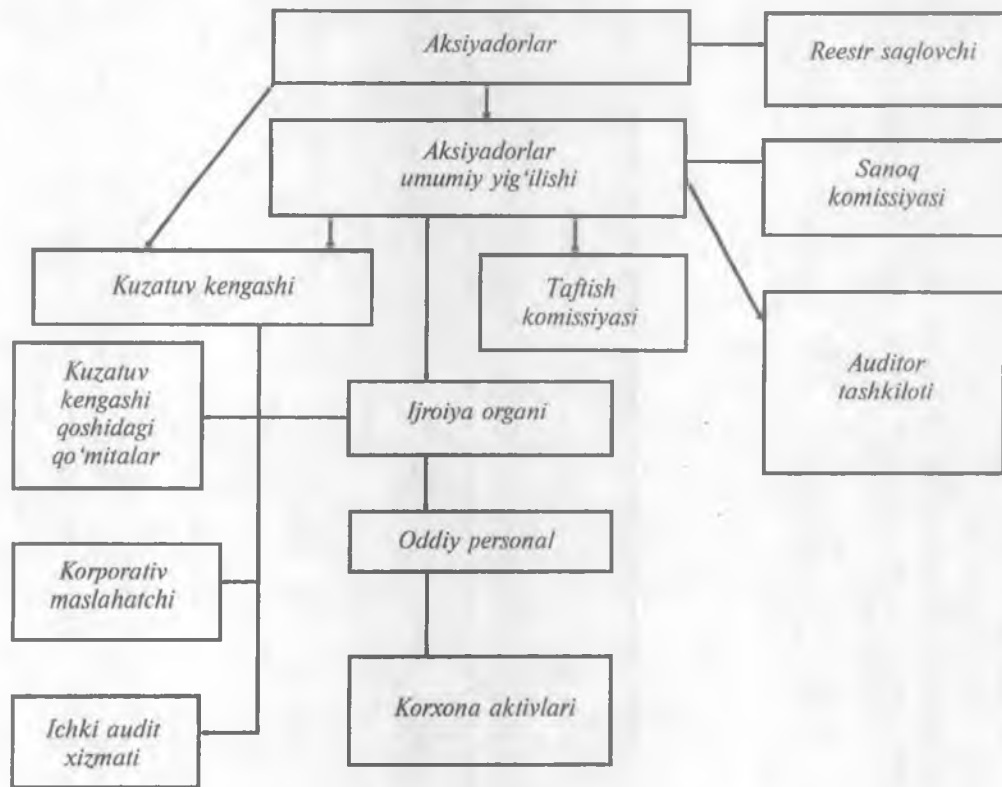 Aksiyadorlar
Reestr saqlovchi
Aksiyadorlar
umumiy yig‘ilishi
Sanoq
komissiyasi
Kuzatuv kengashi
Taftish
komissiyasi
Auditor
tashkiloti
Kuzatuv
kengashi
qoshidagi
qo‘mitalar
Ijroiya organi
Oddiy personal
Korporativ
maslahatchi
Korxona aktivlari
Ichki audit
xizmati